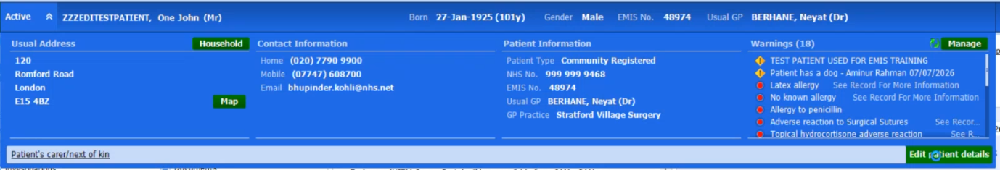 Active ZZZEDITESTPATIENT, One John (Mr) Born 27-Jan-1925 (101y) Gender Male EMIS No. 48974 Usual GP BERHANE, Neyat (Dr)
Usual Address Household
120
Romford Road
London
E15 4BZ Map
Contact Information
Home (020) 7790 9900
Mobile (07747) 608700
Email bhupinder.kohli@nhs.net
Patient Information
Patient Type Community Registered
NHS No. 999 999 9468
EMIS No. 48974
Usual GP BERHANE, Neyat (Dr)
GP Practice Stratford Village Surgery
Warnings (18) Manage
TEST PATIENT USED FOR EMIS TRAINING
Patient has a dog - Aminur Rahman 07/07/2026
Latex allergy See Record For More Information
No known allergy See Record For More Information
Allergy to penicillin
Adverse reaction to Surgical Sutures See Recor...
Topical hydrocortisone adverse reaction See R...
Patient's carer/next of kin Edit patient details